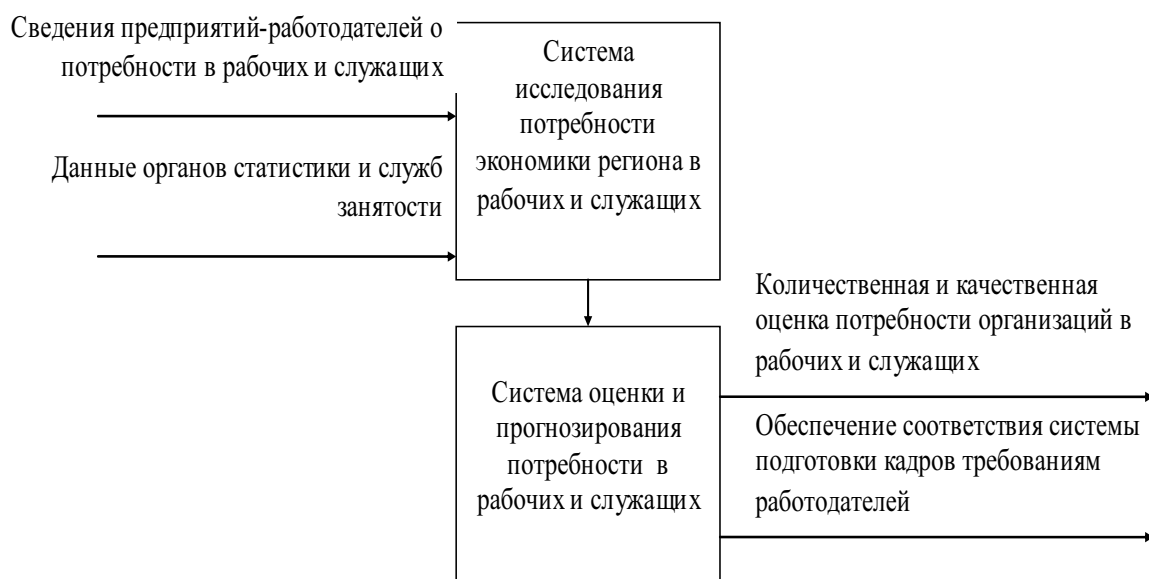 Сведения предприятий-работодателей о
потребности в рабочих и служащих
Данные органов статистики и служб
занятости
Система
исследования
потребности
экономики региона в
рабочих и служащих
Система оценки и
прогнозирования
потребности в
рабочих и служащих
Количественная и качественная
оценка потребности организаций в
рабочих и служащих
Обеспечение соответствия системы
подготовки кадров требованиям
работодателей